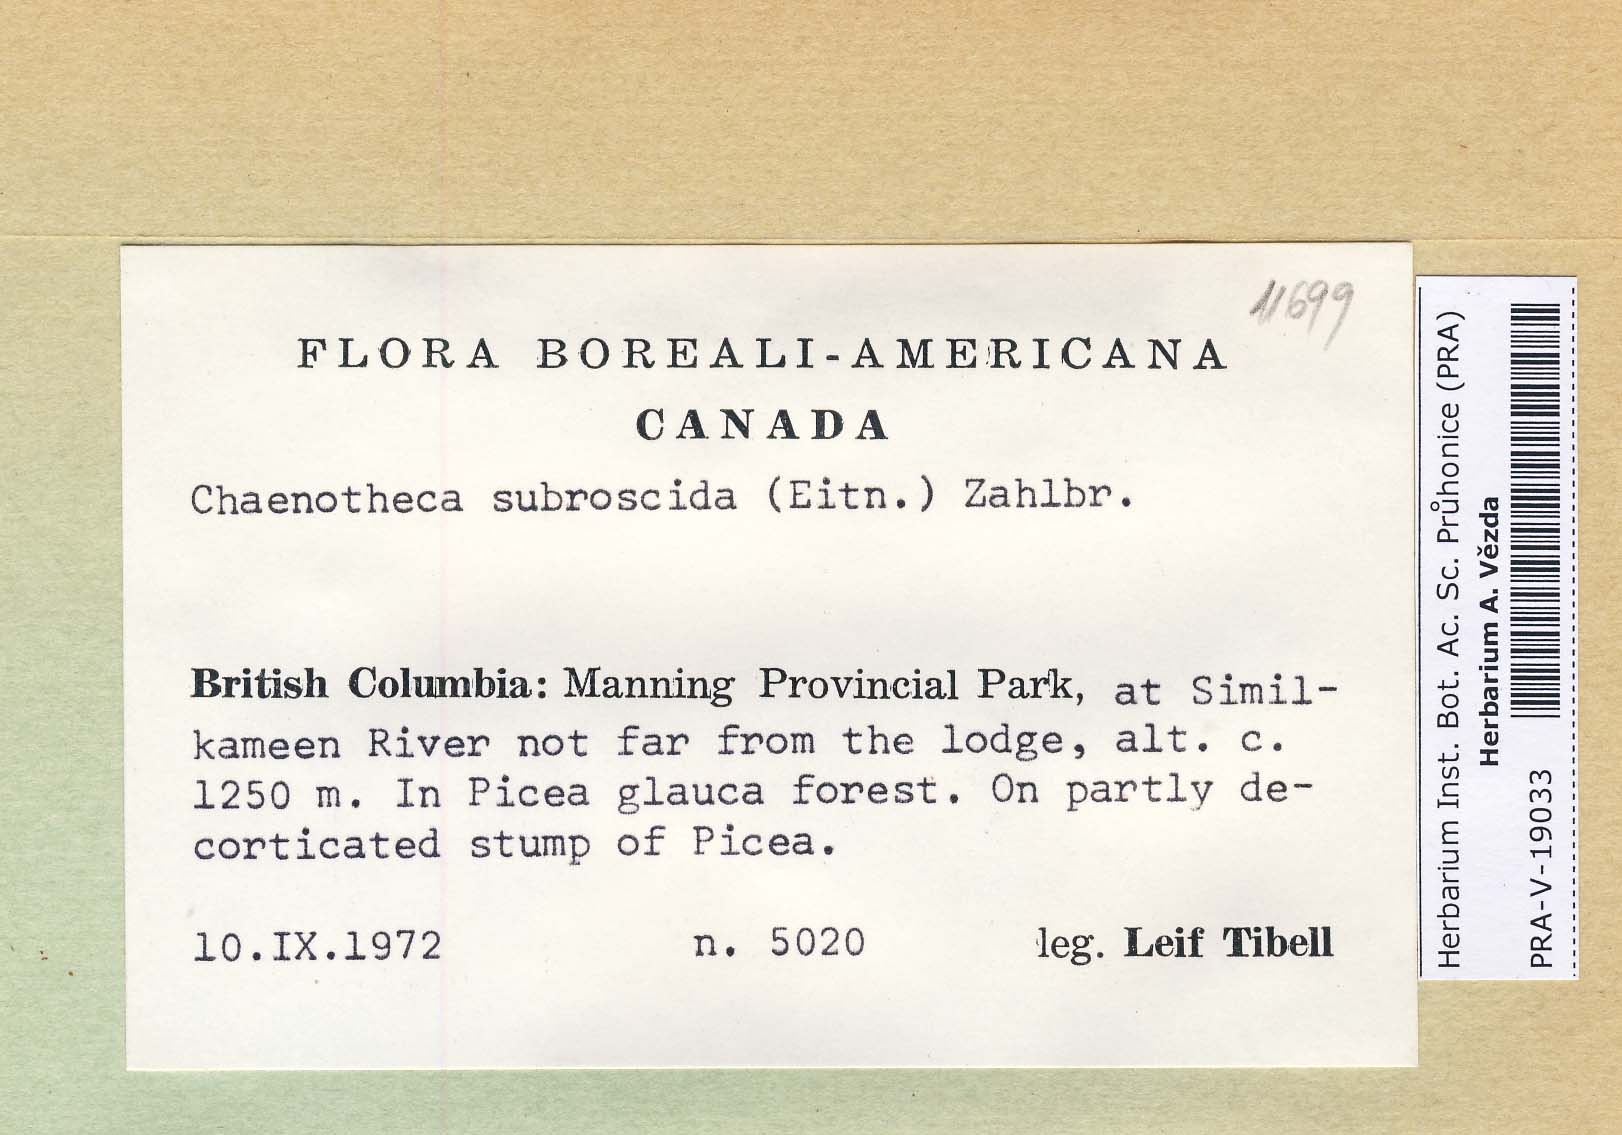 11699
FLORA BOREALI-AMERICANA
CANADA
Chaenotheca subroscida (Eitn.) Zahlbr.
British Columbia: Manning Provincial Park, at Simil-
kameen River not far from the lodge, alt. c.
1250 m. In Picea glauca forest. On partly de-
corticated stump of Picea.
10.IX.1972 n. 5020 leg. Leif Tibell
Herbarium Inst. Bot. Ac. Sc. Průhonice (PRA)
Herbarium A. Vězda
PRA-V-19033